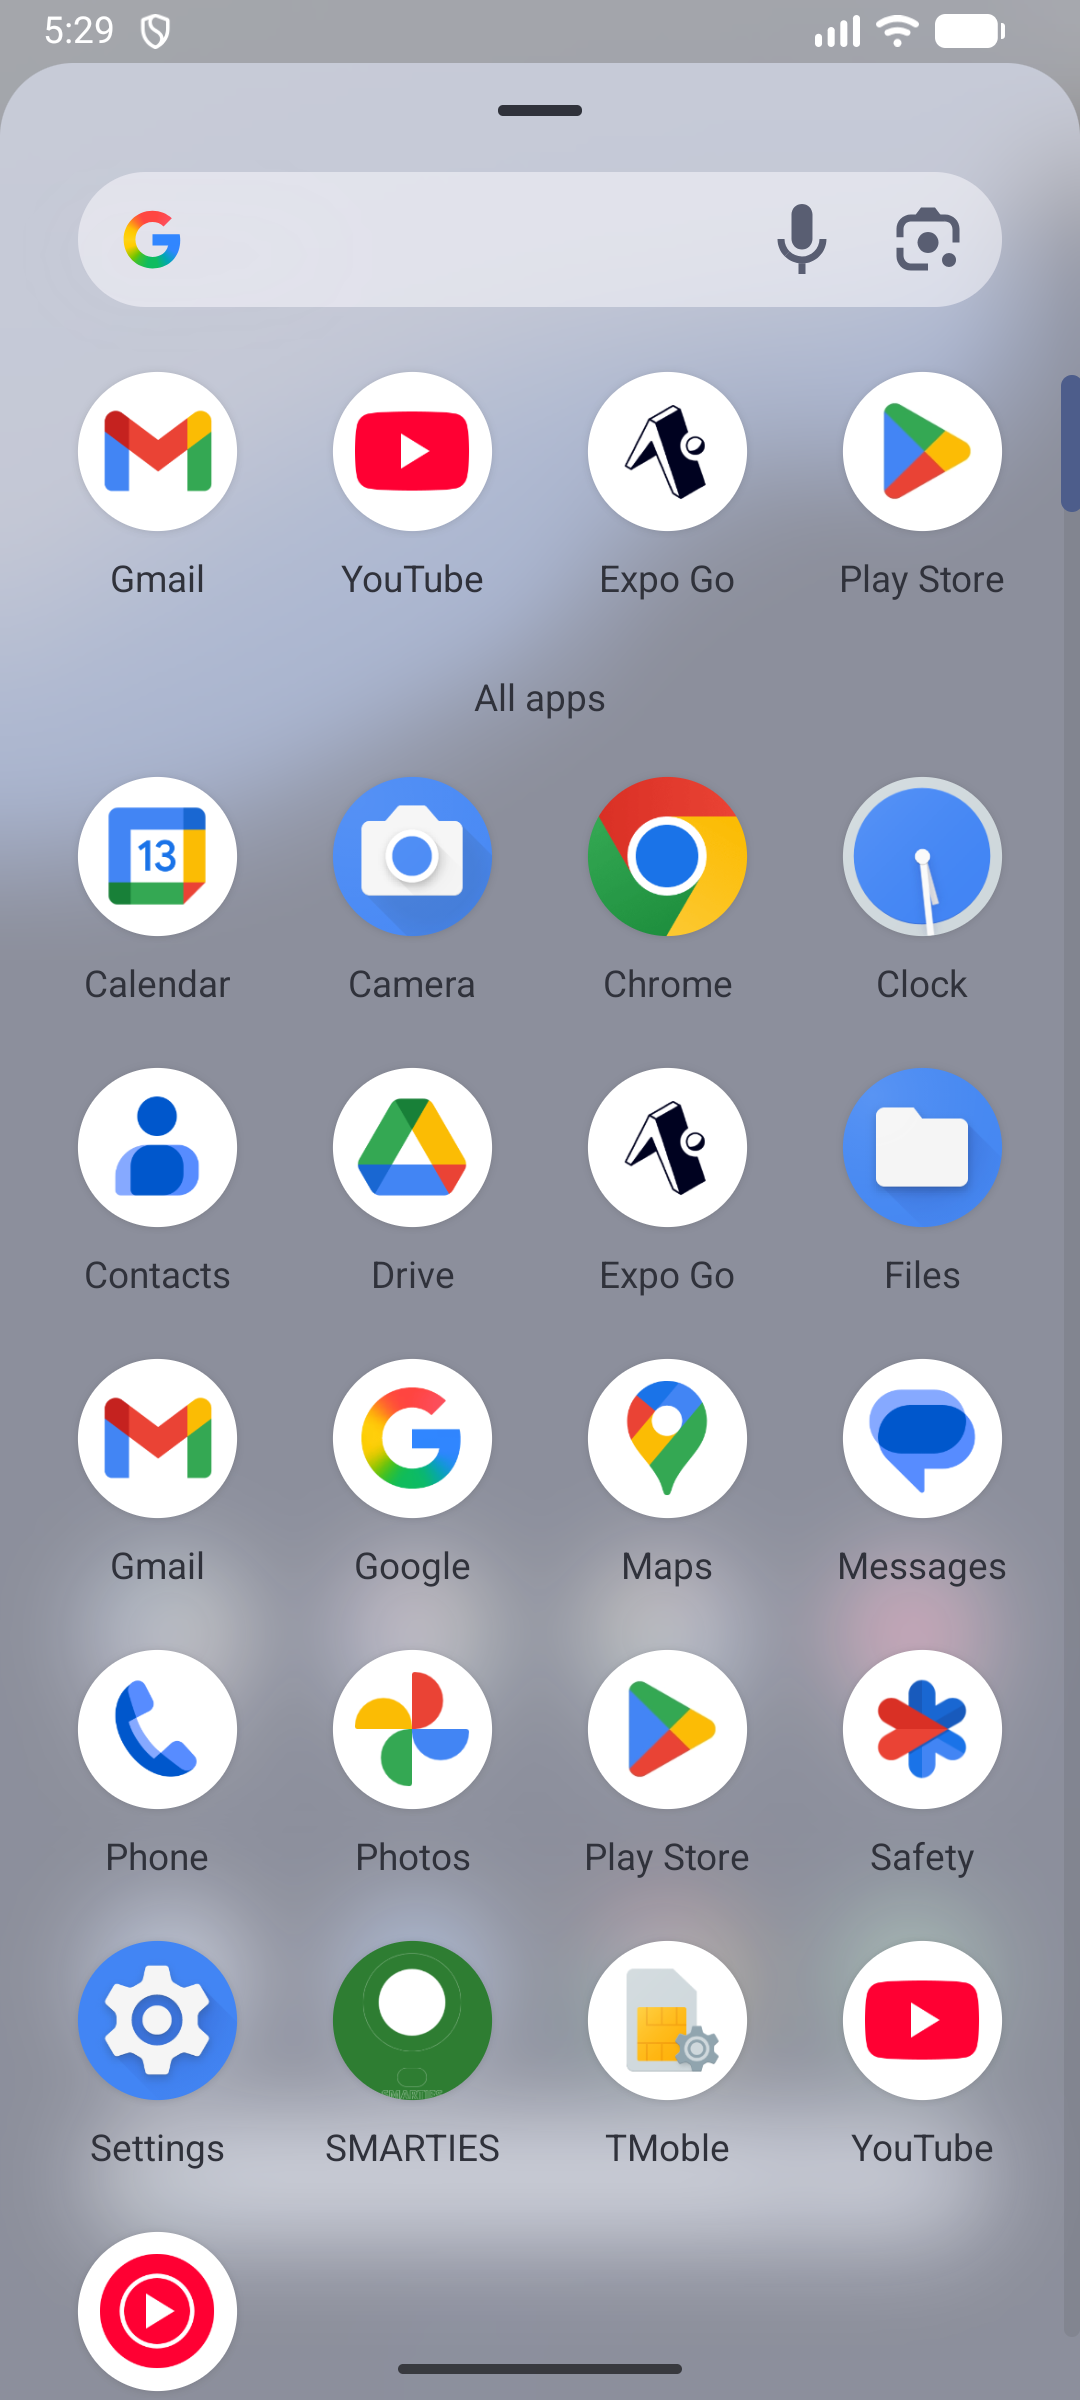 5:29
Gmail YouTube Expo Go Play Store
All apps
13
Calendar Camera Chrome Clock
Contacts Drive Expo Go Files
Gmail Google Maps Messages
Phone Photos Play Store Safety
SMARTIES
Settings SMARTIES TMoble YouTube